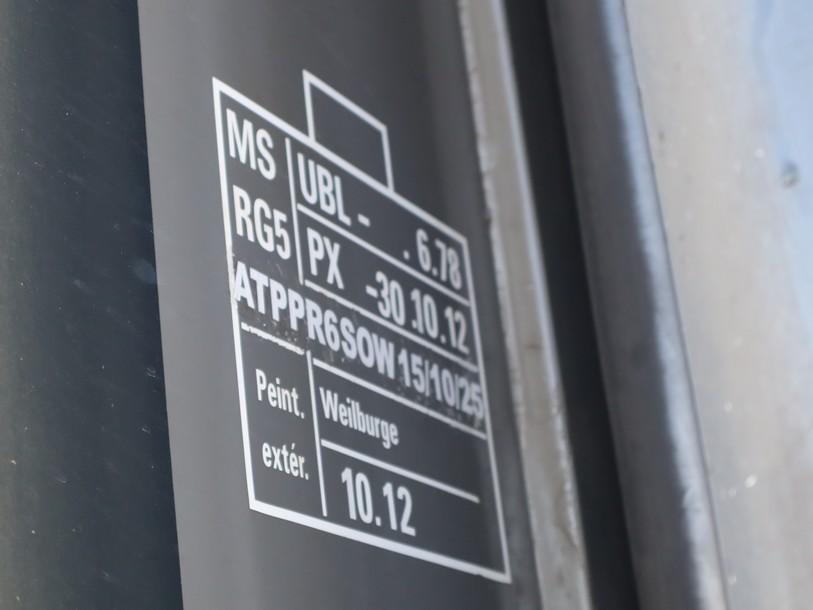 MS UBL - . 6.78
RG5 PX -30.10.12
ATPPR6SOW 15/10/25
Peint. Weilburge
extér. 10.12